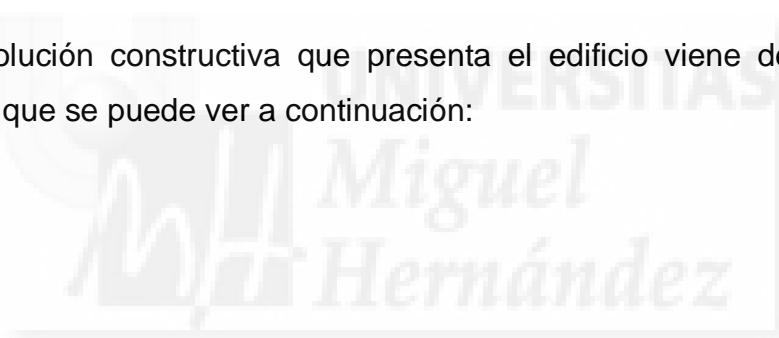 olución constructiva que presenta el edificio viene de
que se puede ver a continuación:
UNIVERSITAS
Miguel
Hernández